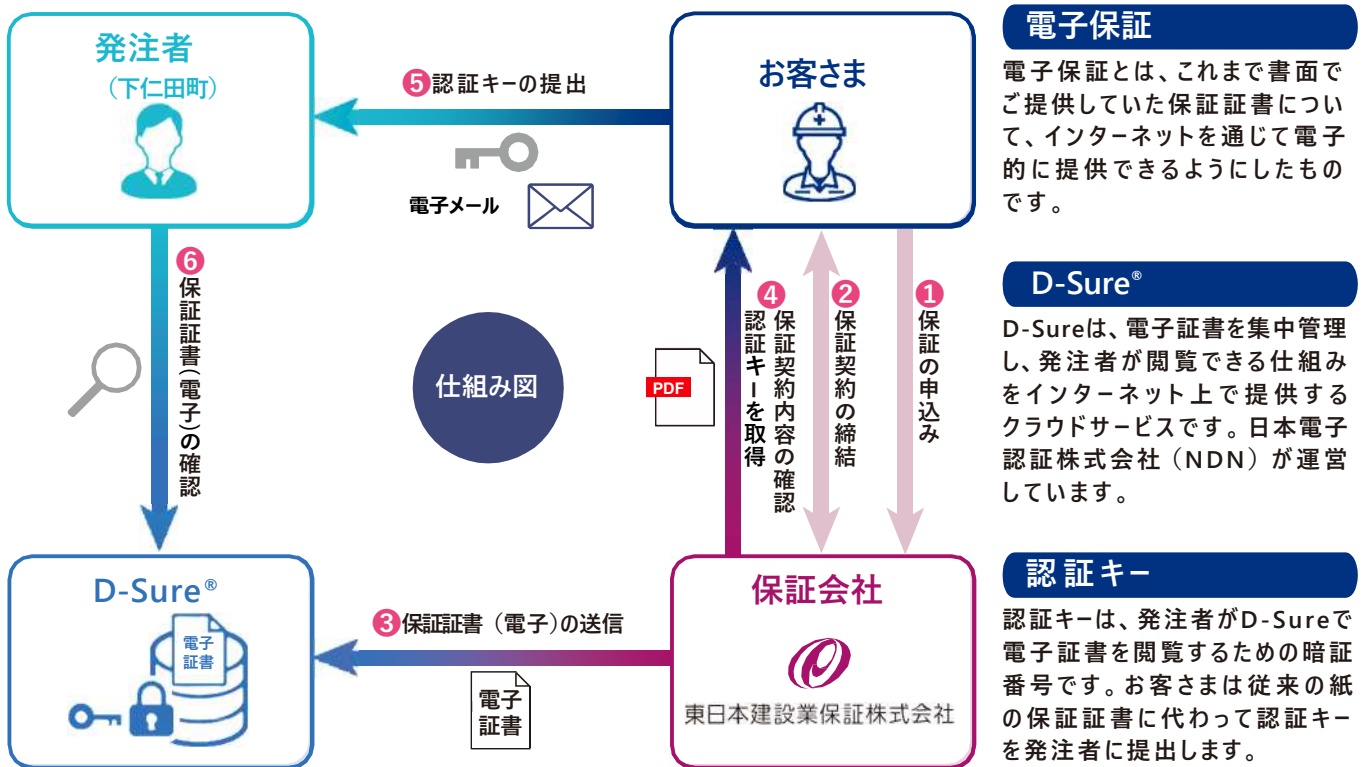 発注者
（下仁田町）
❺認証キーの提出
電子メール
お客さま
❻保証証書（電子）の確認
仕組み図
PDF
❹保証契約内容の確認
認証キーを取得
❷保証契約の締結
❶保証の申込み
D-Sure®
電子
証書
❸保証証書（電子）の送信
電子
証書
保証会社
東日本建設業保証株式会社
電子保証
電子保証とは、これまで書面で
ご提供していた保証証書につい
て、インターネットを通じて電子
的に提供できるようにしたもの
です。
D-Sure®
D-Sureは、電子証書を集中管理
し、発注者が閲覧できる仕組み
をインターネット上で提供する
クラウドサービスです。日本電子
認証株式会社（NDN）が運営
しています。
認証キー
認証キーは、発注者がD-Sureで
電子証書を閲覧するための暗証
番号です。お客さまは従来の紙
の保証証書に代わって認証キー
を発注者に提出します。